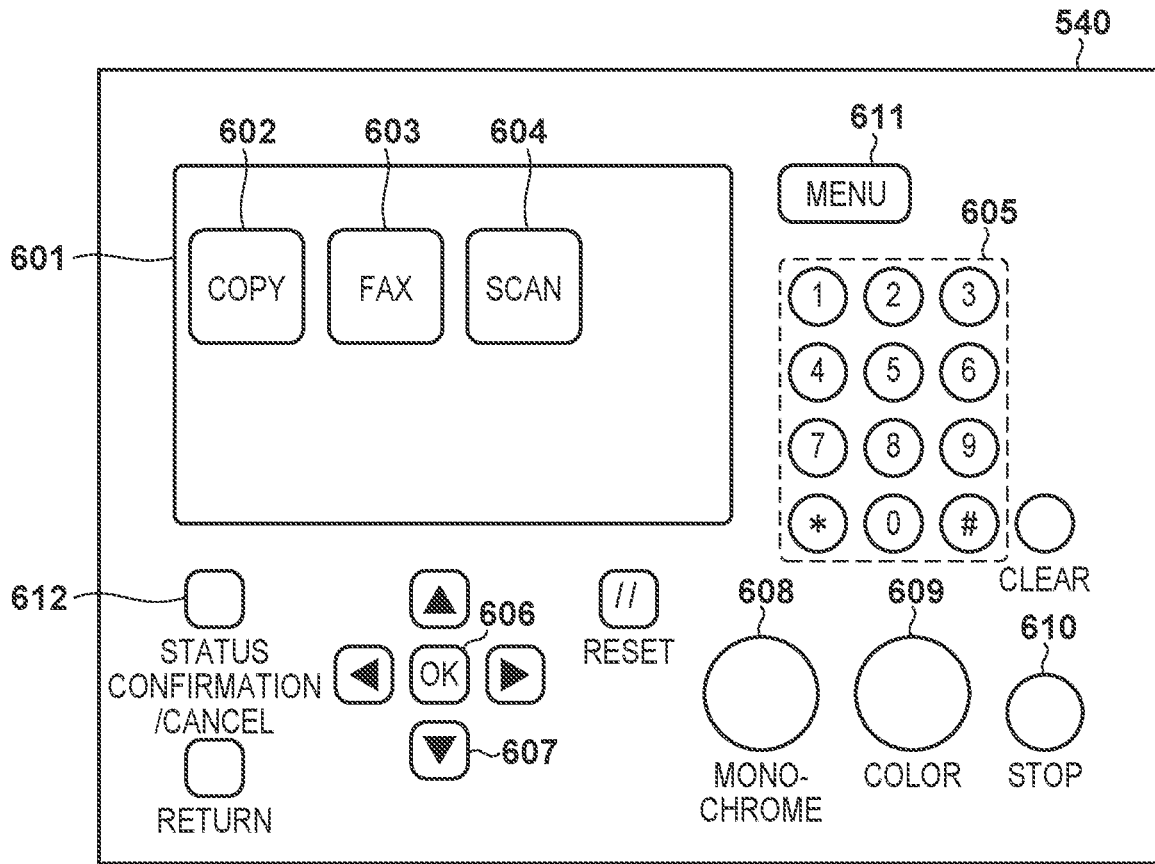 540
602 603 604 611
MENU
605
601
COPY FAX SCAN
1 2 3
4 5 6
7 8 9
* 0 #
CLEAR
612
606
//
608 609
610
STATUS
CONFIRMATION
/CANCEL
OK
RESET
607
RETURN
MONO-
CHROME
COLOR
STOP